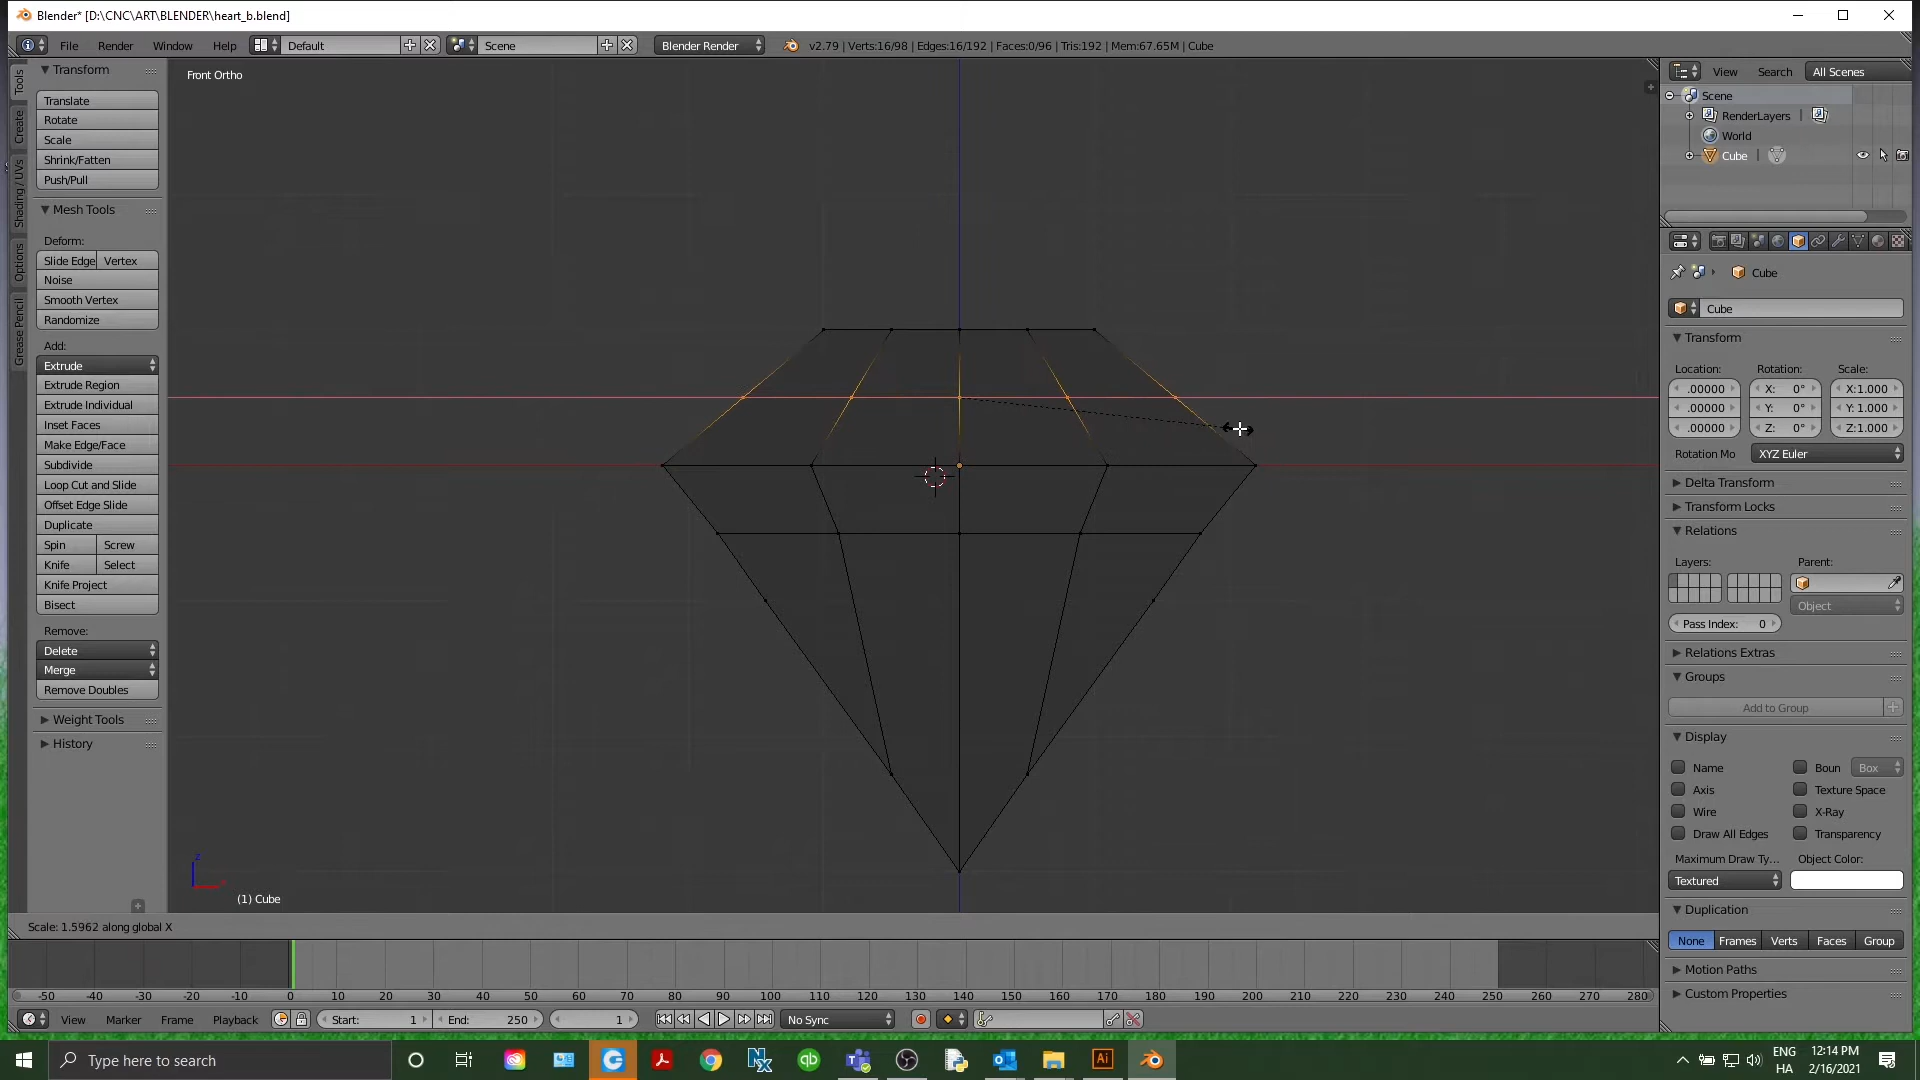 Blender* [D:\CNC\ART\BLENDER\heart_b.blend]
File Render Window Help Default Scene Blender Render v2.79 | Verts:16/98 | Edges:16/192 | Faces:0/96 | Tris:192 | Mem:67.65M | Cube
Tools
Create
Shading / UVs
Options
Grease Pencil
Transform
Translate
Rotate
Scale
Shrink/Fatten
Push/Pull
Mesh Tools
Deform:
Slide Edge Vertex
Noise
Smooth Vertex
Randomize
Add:
Extrude
Extrude Region
Extrude Individual
Inset Faces
Make Edge/Face
Subdivide
Loop Cut and Slide
Offset Edge Slide
Duplicate
Spin Screw
Knife Select
Knife Project
Bisect
Remove:
Delete
Merge
Remove Doubles
Weight Tools
History
Front Ortho
z
(1) Cube
Scale: 1.5962 along global X
View Search All Scenes
Scene
RenderLayers |
World
Cube |
Cube
Cube
Transform
Location: Rotation: Scale:
.00000 X: 0° X:1.000
.00000 Y: 0° Y: 1.000
.00000 Z: 0° Z:1.000
Rotation Mo XYZ Euler
Delta Transform
Transform Locks
Relations
Layers: Parent:
Object
Pass Index: 0
Relations Extras
Groups
Add to Group
Display
Name Boun Box
Axis Texture Space
Wire X-Ray
Draw All Edges Transparency
Maximum Draw Ty... Object Color:
Textured
Duplication
None Frames Verts Faces Group
Motion Paths
Custom Properties
-50 -40 -30 -20 -10 0 10 20 30 40 50 60 70 80 90 100 110 120 130 140 150 160 170 180 190 200 210 220 230 240 250 260 270 280
View Marker Frame Playback Start: 1 End: 250 1 No Sync
Type here to search
ENG
HA
12:14 PM
2/16/2021